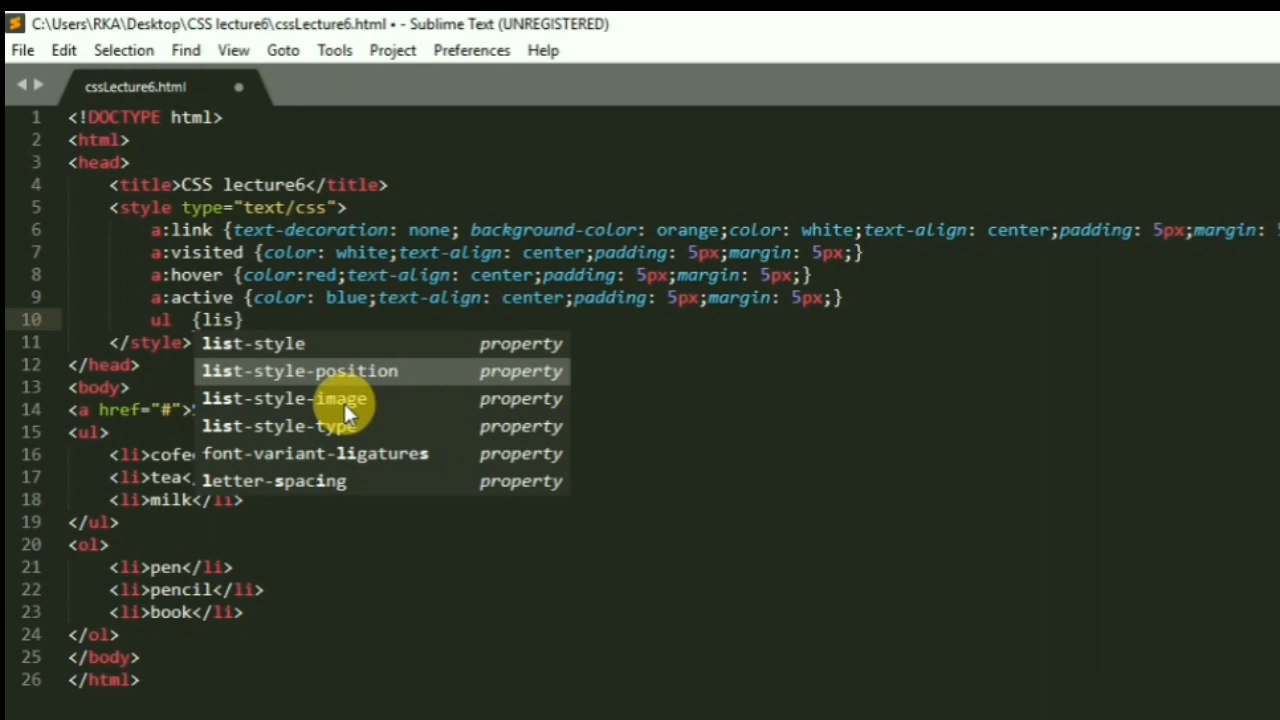 C:\Users\RKA\Desktop\CSS lecture6\cssLecture6.html • - Sublime Text (UNREGISTERED)
File Edit Selection Find View Goto Tools Project Preferences Help
cssLecture6.html
1 <!DOCTYPE html>
2 <html>
3 <head>
4 <title>CSS lecture6</title>
5 <style type="text/css">
6 a:link {text-decoration: none; background-color: orange;color: white;text-align: center;padding: 5px;margin:
7 a:visited {color: white;text-align: center;padding: 5px;margin: 5px;}
8 a:hover {color:red;text-align: center;padding: 5px;margin: 5px;}
9 a:active {color: blue;text-align: center;padding: 5px;margin: 5px;}
10 ul {lis}
11 </style>
list-style property
12 </head>
list-style-position property
13 <body>
list-style-image property
14 <a href="#">
list-style-type property
15 <ul>
font-variant-ligatures property
16 <li>cofe
letter-spacing property
17 <li>tea<
18 <li>milk</li>
19 </ul>
20 <ol>
21 <li>pen</li>
22 <li>pencil</li>
23 <li>book</li>
24 </ol>
25 </body>
26 </html>